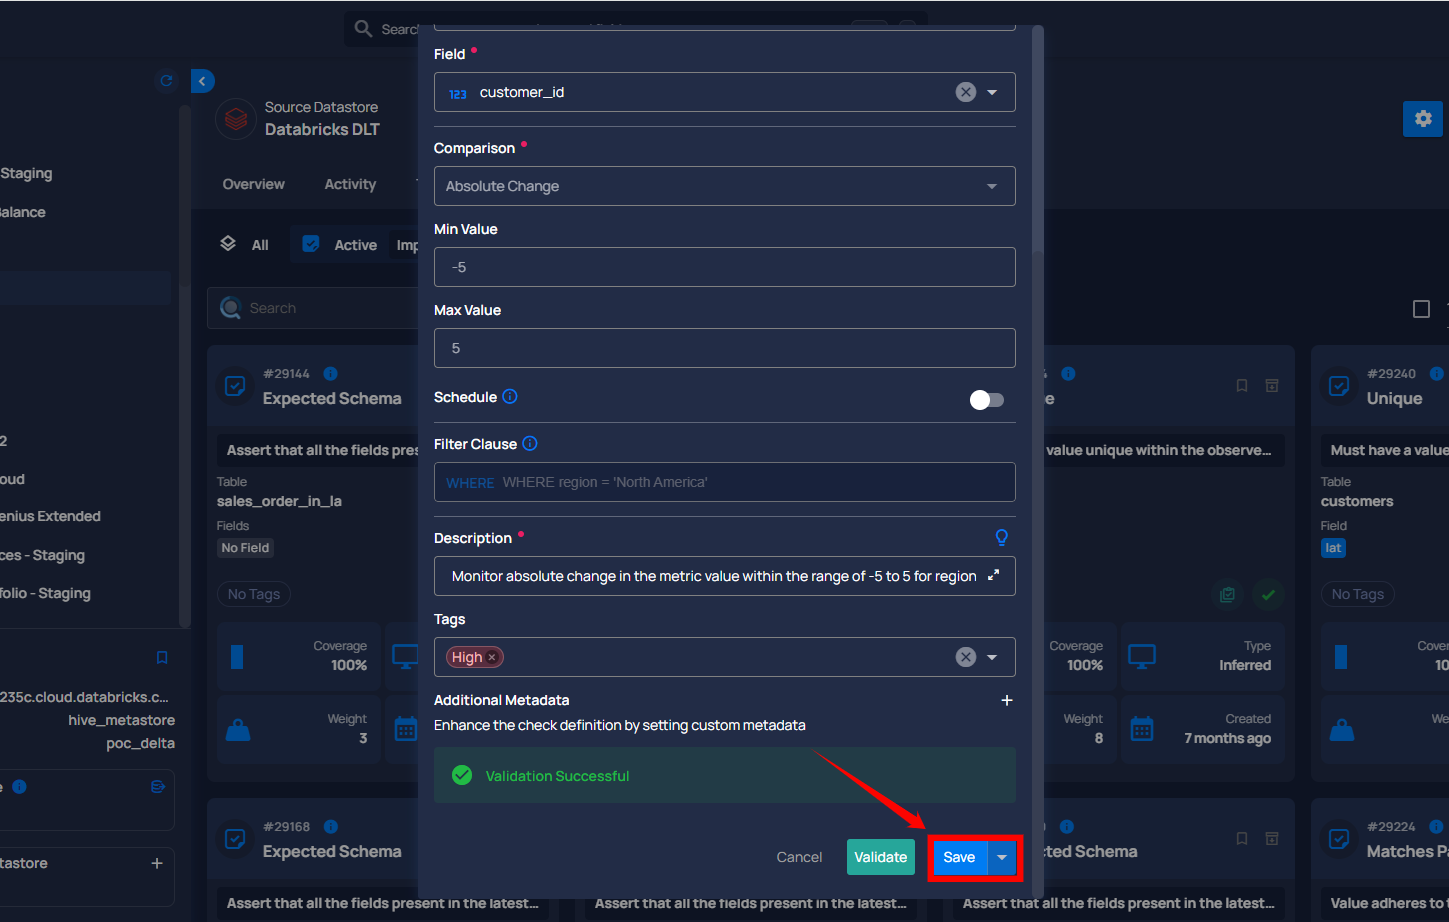 Search
Source Datastore
Databricks DLT
Overview
Activity
Staging
Balance
All
Active
Search
Field
123 customer_id
Comparison
Absolute Change
Min Value
-5
Max Value
5
Schedule
Filter Clause
WHERE WHERE region = 'North America'
Description
Monitor absolute change in the metric value within the range of -5 to 5 for region
Tags
High
Additional Metadata
Enhance the check definition by setting custom metadata
Validation Successful
Cancel
Validate
Save
#29144
Expected Schema
Assert that all the fields pres
Table
sales_order_in_la
Fields
No Field
No Tags
Coverage
100%
Weight
3
value unique within the observe...
Coverage
100%
Type
Inferred
Weight
8
Created
7 months ago
#29240
Unique
Must have a value
Table
customers
Field
lat
No Tags
enius Extended
ces - Staging
folio - Staging
235c.cloud.databricks.c...
hive_metastore
poc_delta
tastore
#29168
Expected Schema
Assert that all the fields present in the latest...
Assert that all the fields present in the latest...
cted Schema
Assert that all the fields present in the latest...
#29224
Matches Pa
Value adheres to